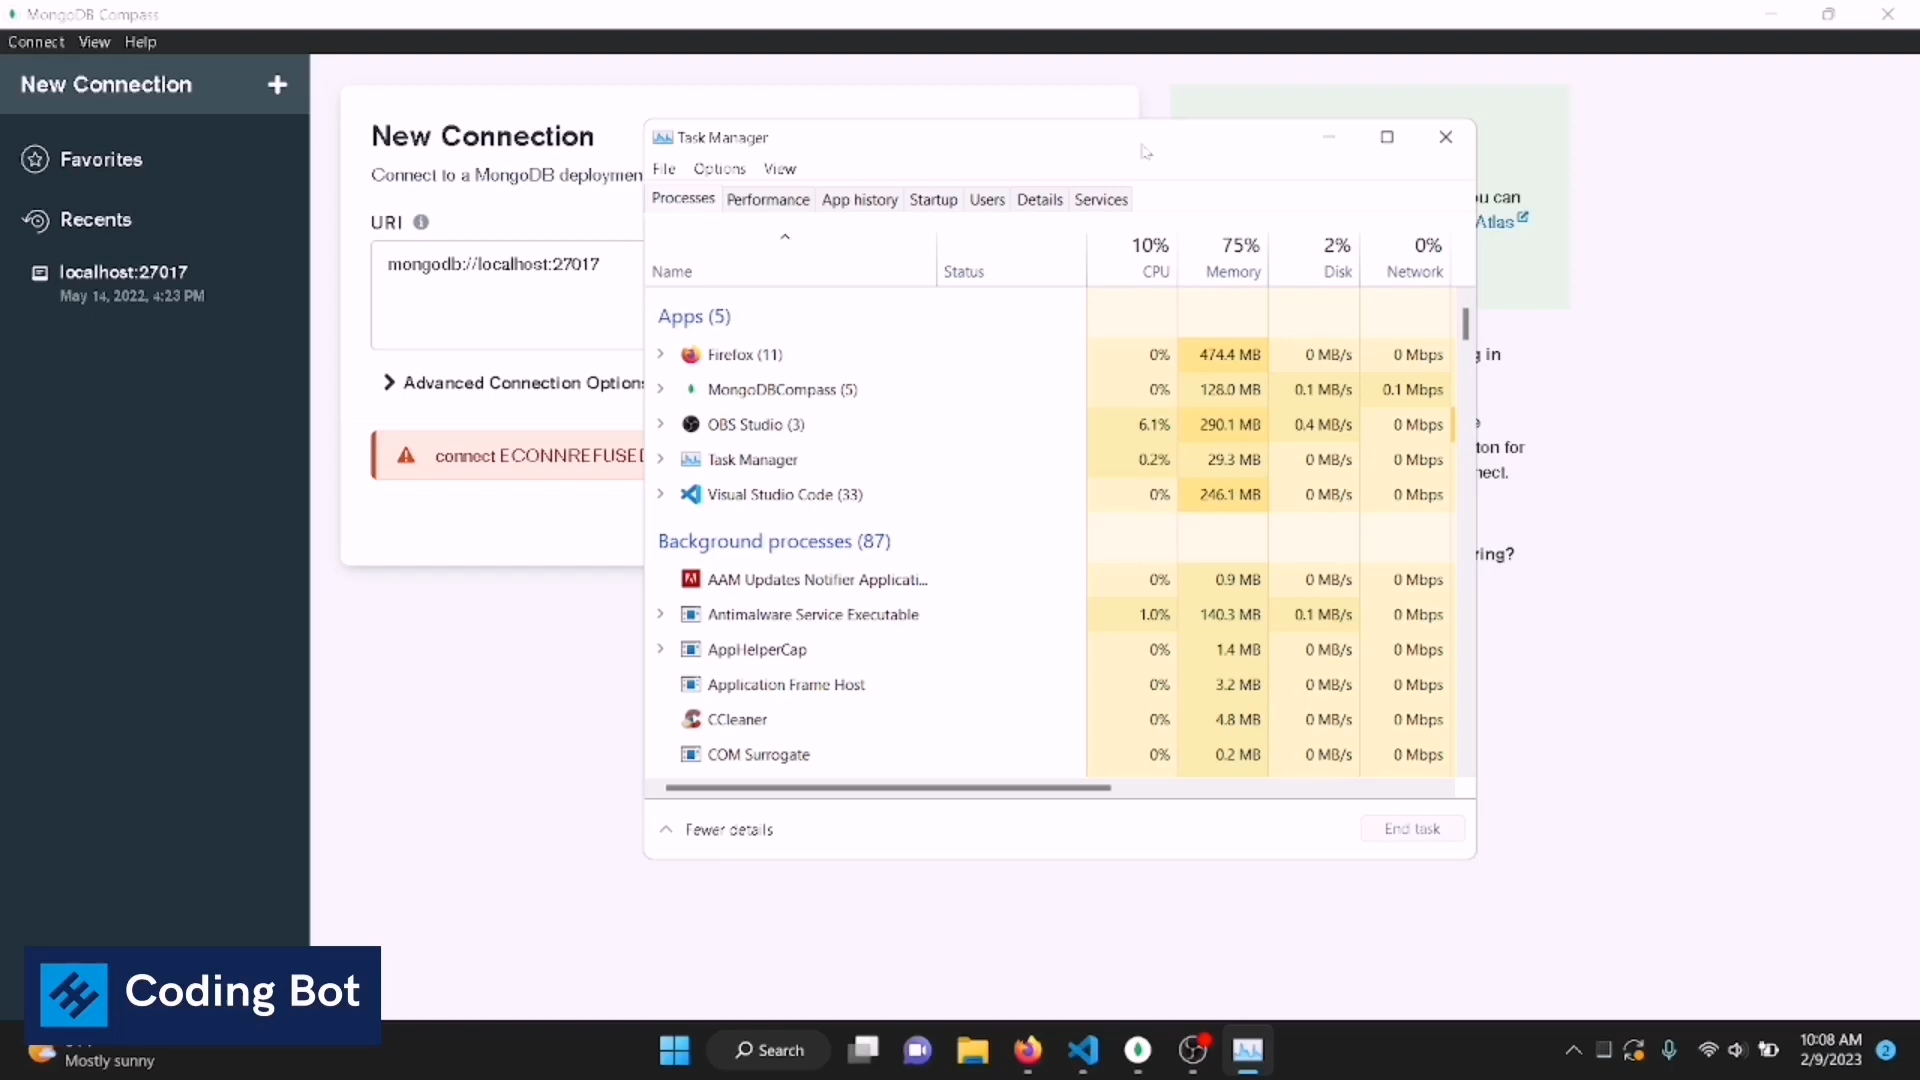 MongoDB Compass
Connect View Help
New Connection
Favorites
Recents
localhost:27017
May 14, 2022, 4:23 PM
New Connection
Connect to a MongoDB deploymen
URI
mongodb://localhost:27017
Advanced Connection Options
connect ECONNREFUSED
u can
Atlas
g in
ton for
nect.
ring?
Task Manager
File Options View
Processes Performance App history Startup Users Details Services
10% 75% 2% 0%
Name Status CPU Memory Disk Network
Apps (5)
Firefox (11) 0% 474.4 MB 0 MB/s 0 Mbps
MongoDBCompass (5) 0% 128.0 MB 0.1 MB/s 0.1 Mbps
OBS Studio (3) 6.1% 290.1 MB 0.4 MB/s 0 Mbps
Task Manager 0.2% 29.3 MB 0 MB/s 0 Mbps
Visual Studio Code (33) 0% 246.1 MB 0 MB/s 0 Mbps
Background processes (87)
AAM Updates Notifier Applicati... 0% 0.9 MB 0 MB/s 0 Mbps
Antimalware Service Executable 1.0% 140.3 MB 0.1 MB/s 0 Mbps
AppHelperCap 0% 1.4 MB 0 MB/s 0 Mbps
Application Frame Host 0% 3.2 MB 0 MB/s 0 Mbps
CCleaner 0% 4.8 MB 0 MB/s 0 Mbps
COM Surrogate 0% 0.2 MB 0 MB/s 0 Mbps
Fewer details End task
Coding Bot
Mostly sunny
Search
10:08 AM
2/9/2023
2